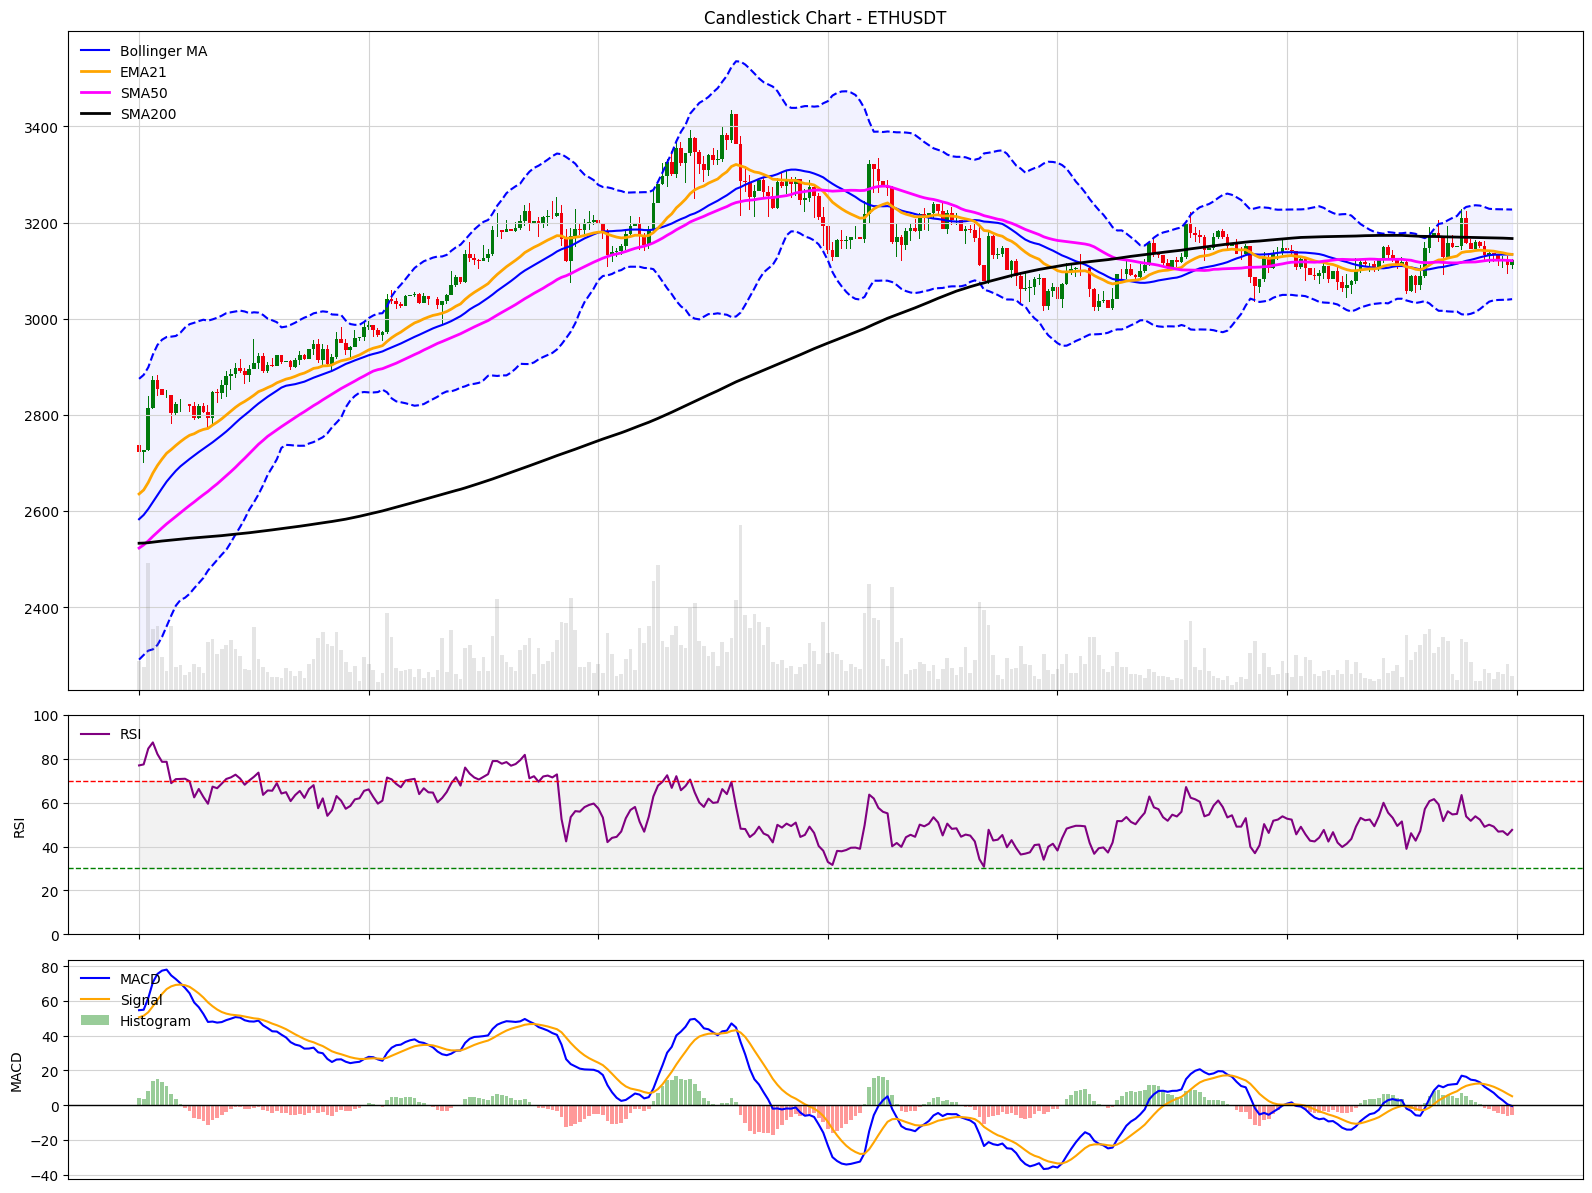 Candlestick Chart - ETHUSDT
Bollinger MA
EMA21
SMA50
SMA200
3400
3200
3000
2800
2600
2400
100
80
60
40
20
0
RSI
RSI
80
60
40
20
0
−20
−40
MACD
MACD
Signal
Histogram